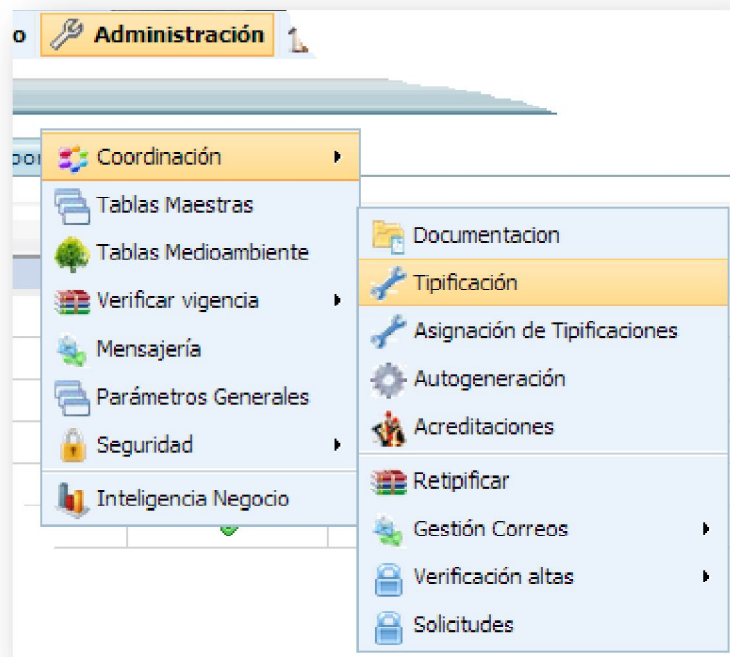 o Administración
Coordinación
Tablas Maestras
Tablas Medioambiente
Verificar vigencia
Mensajería
Parámetros Generales
Seguridad
Inteligencia Negocio
Documentacion
Tipificación
Asignación de Tipificaciones
Autogeneración
Acreditaciones
Retipificar
Gestión Correos
Verificación altas
Solicitudes